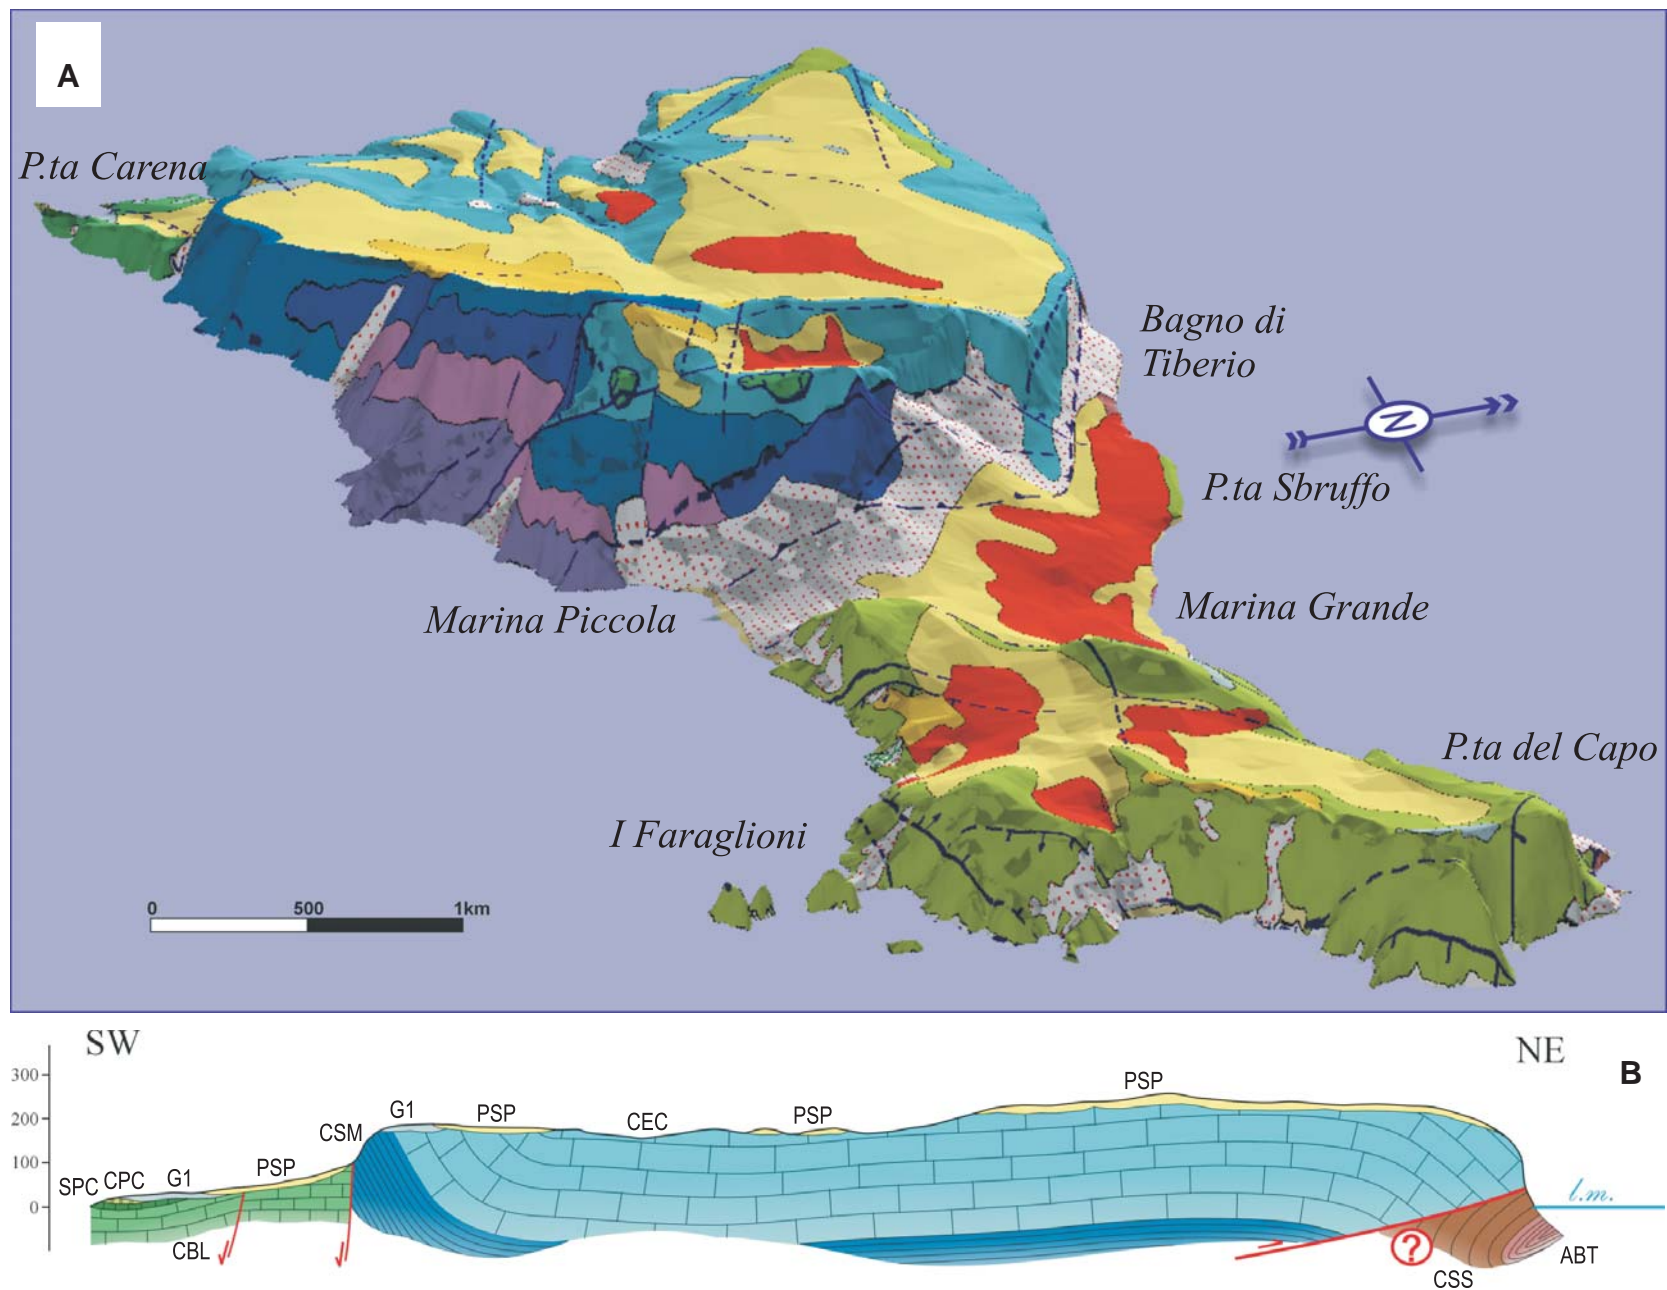 A
P.ta Carena
Bagno di
Tiberio
N
P.ta Sbruffo
Marina Piccola
Marina Grande
P.ta del Capo
I Faraglioni
0 500 1km
SW
NE
B
300
200
100
0
SPC
CPC
G1
PSP
CSM
G1
PSP
CEC
PSP
PSP
l.m.
CBL
?
CSS
ABT